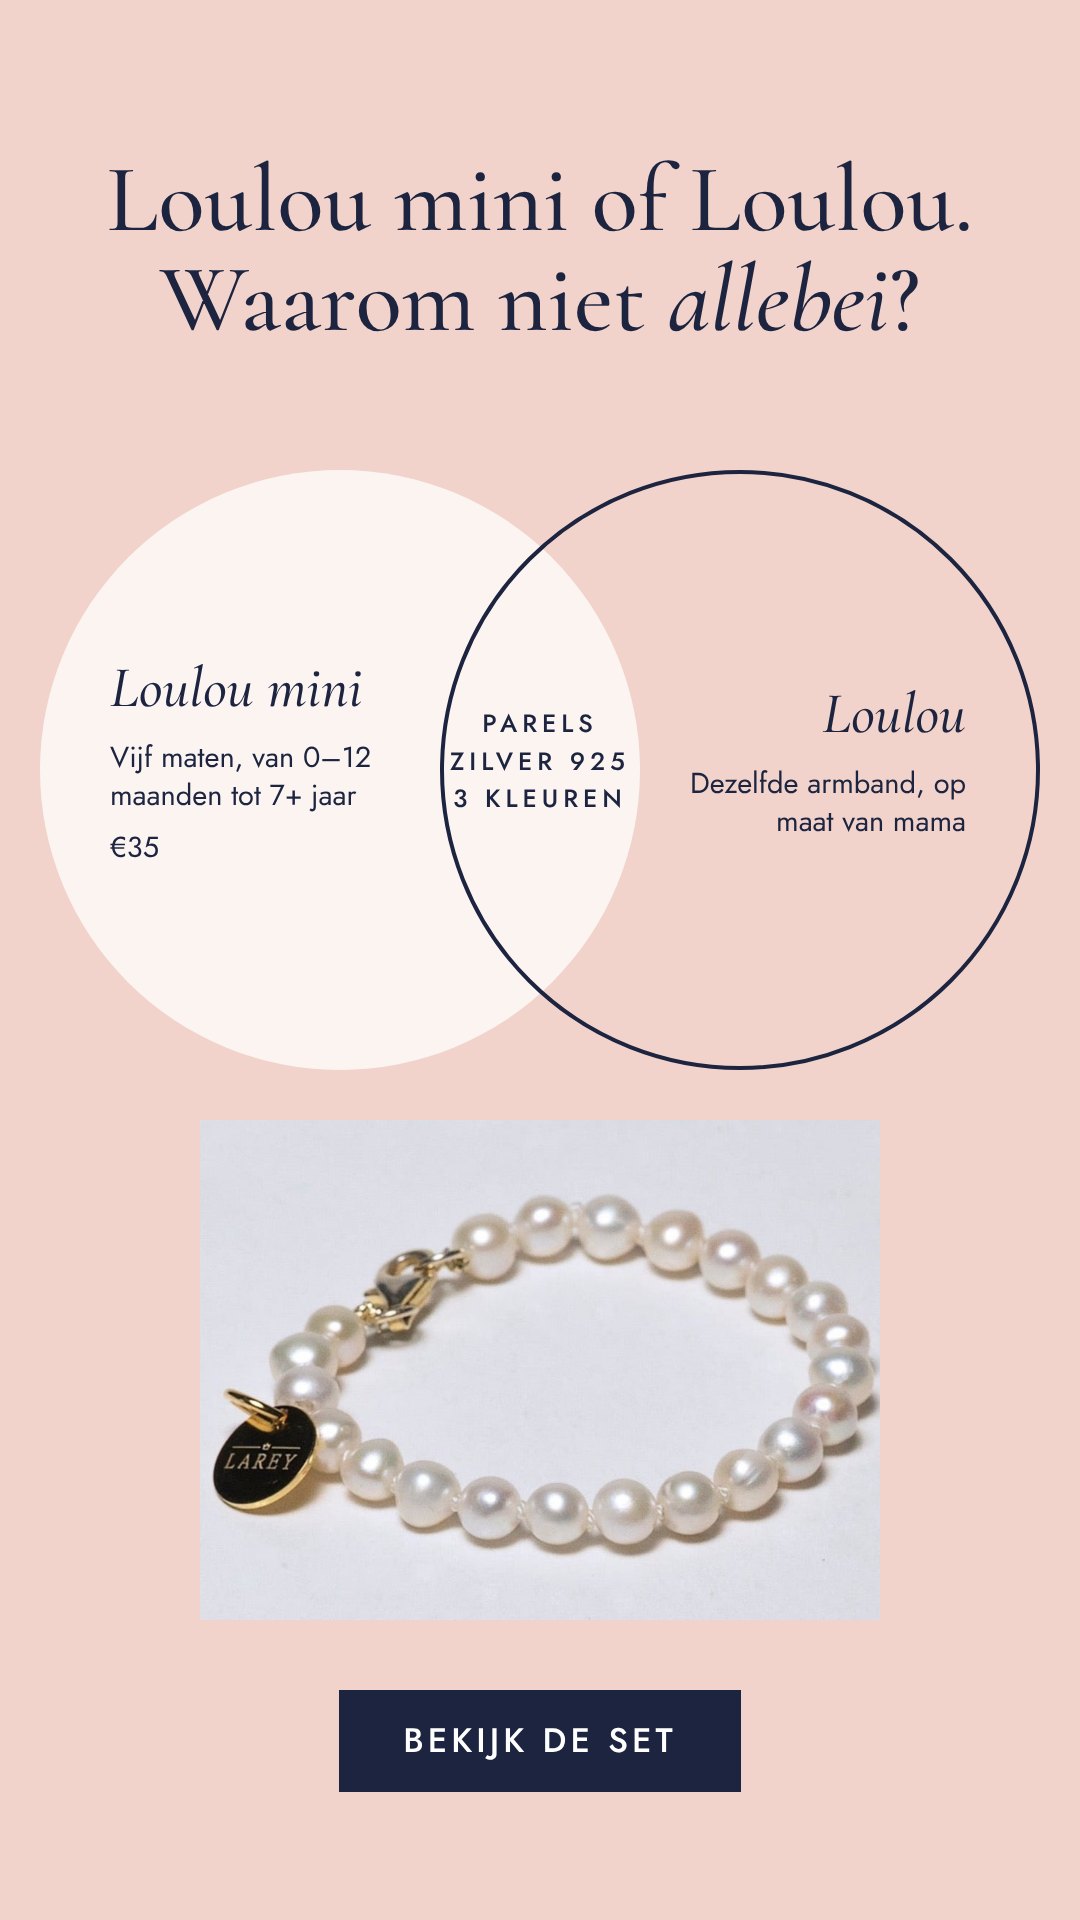 Loulou mini of Loulou.
Waarom niet allebei?
Loulou mini
Vijf maten, van 0–12
maanden tot 7+ jaar
€35
PARELS
ZILVER 925
3 KLEUREN
Loulou
Dezelfde armband, op
maat van mama
LAREY
BEKIJK DE SET